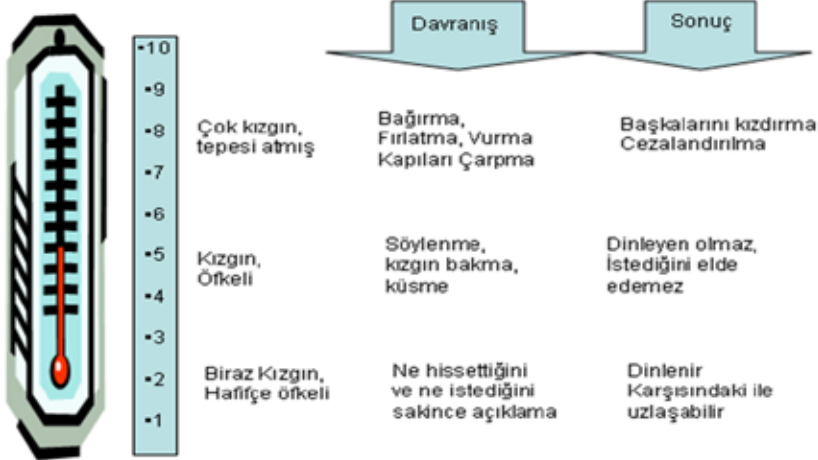 Davranış
Sonuç
-10
-9
-8
-7
-6
-5
-4
-3
-2
-1
Çok kızgın,
tepesi atmış
Bağırma,
Fırlatma, Vurma
Kapıları Çarpma
Başkalarını kızdırma
Cezalandırılma
Kızgın,
Öfkeli
Söylenme,
kızgın bakma,
küsme
Dinleyen olmaz,
İstediğini elde
edemez
Biraz Kızgın,
Hafifçe öfkeli
Ne hissettiğini
ve ne istediğini
sakince açıklama
Dinlenir
Karşısındaki ile
uzlaşabilir